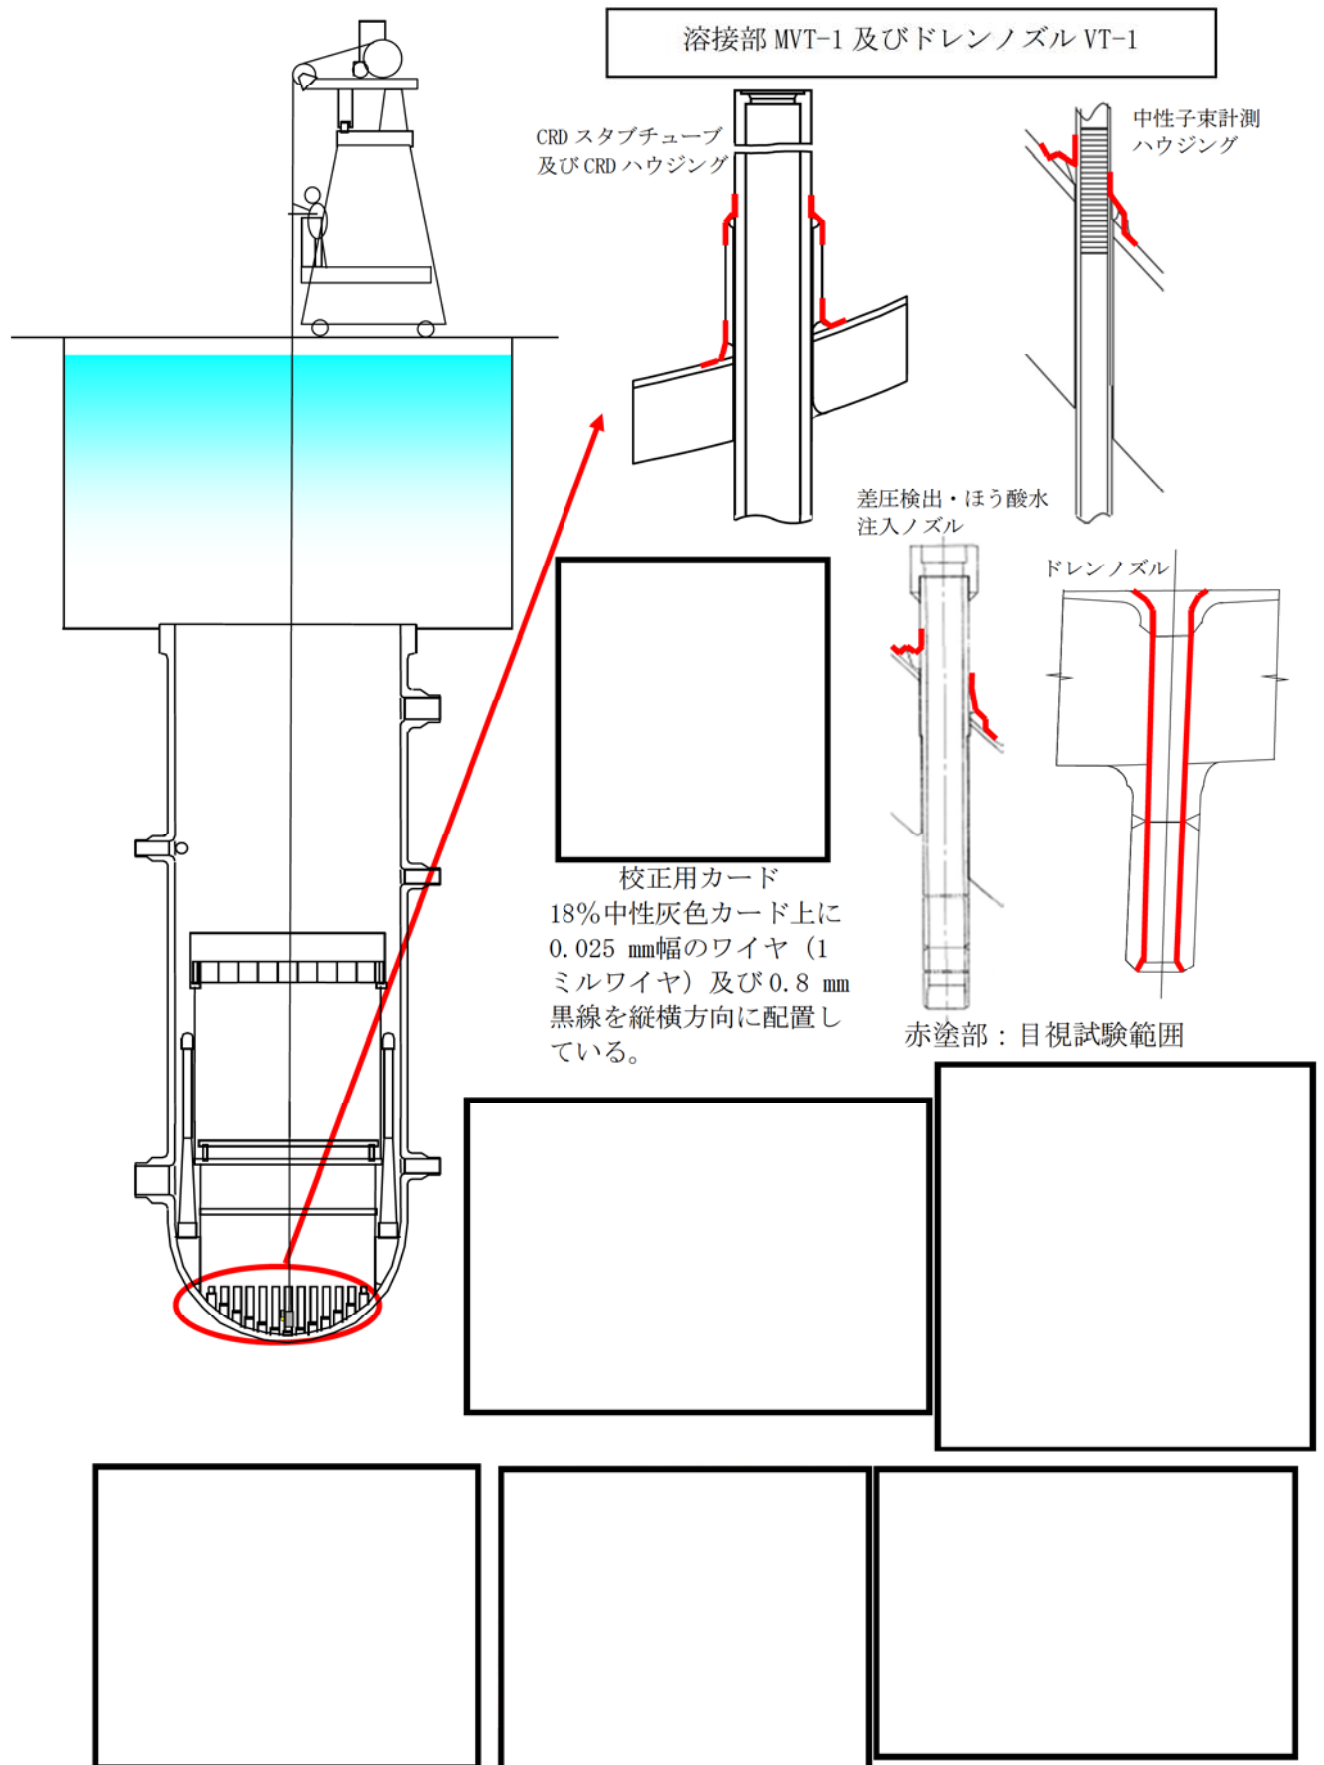 溶接部 MVT-1 及びドレンノズル VT-1
CRD スタブチューブ
及び CRD ハウジング
中性子束計測
ハウジング
差圧検出・ほう酸水
注入ノズル
ドレンノズル
校正用カード
18%中性灰色カード上に
0.025 mm幅のワイヤ（1
ミルワイヤ）及び 0.8 mm
黒線を縦横方向に配置し
ている。
赤塗部：目視試験範囲